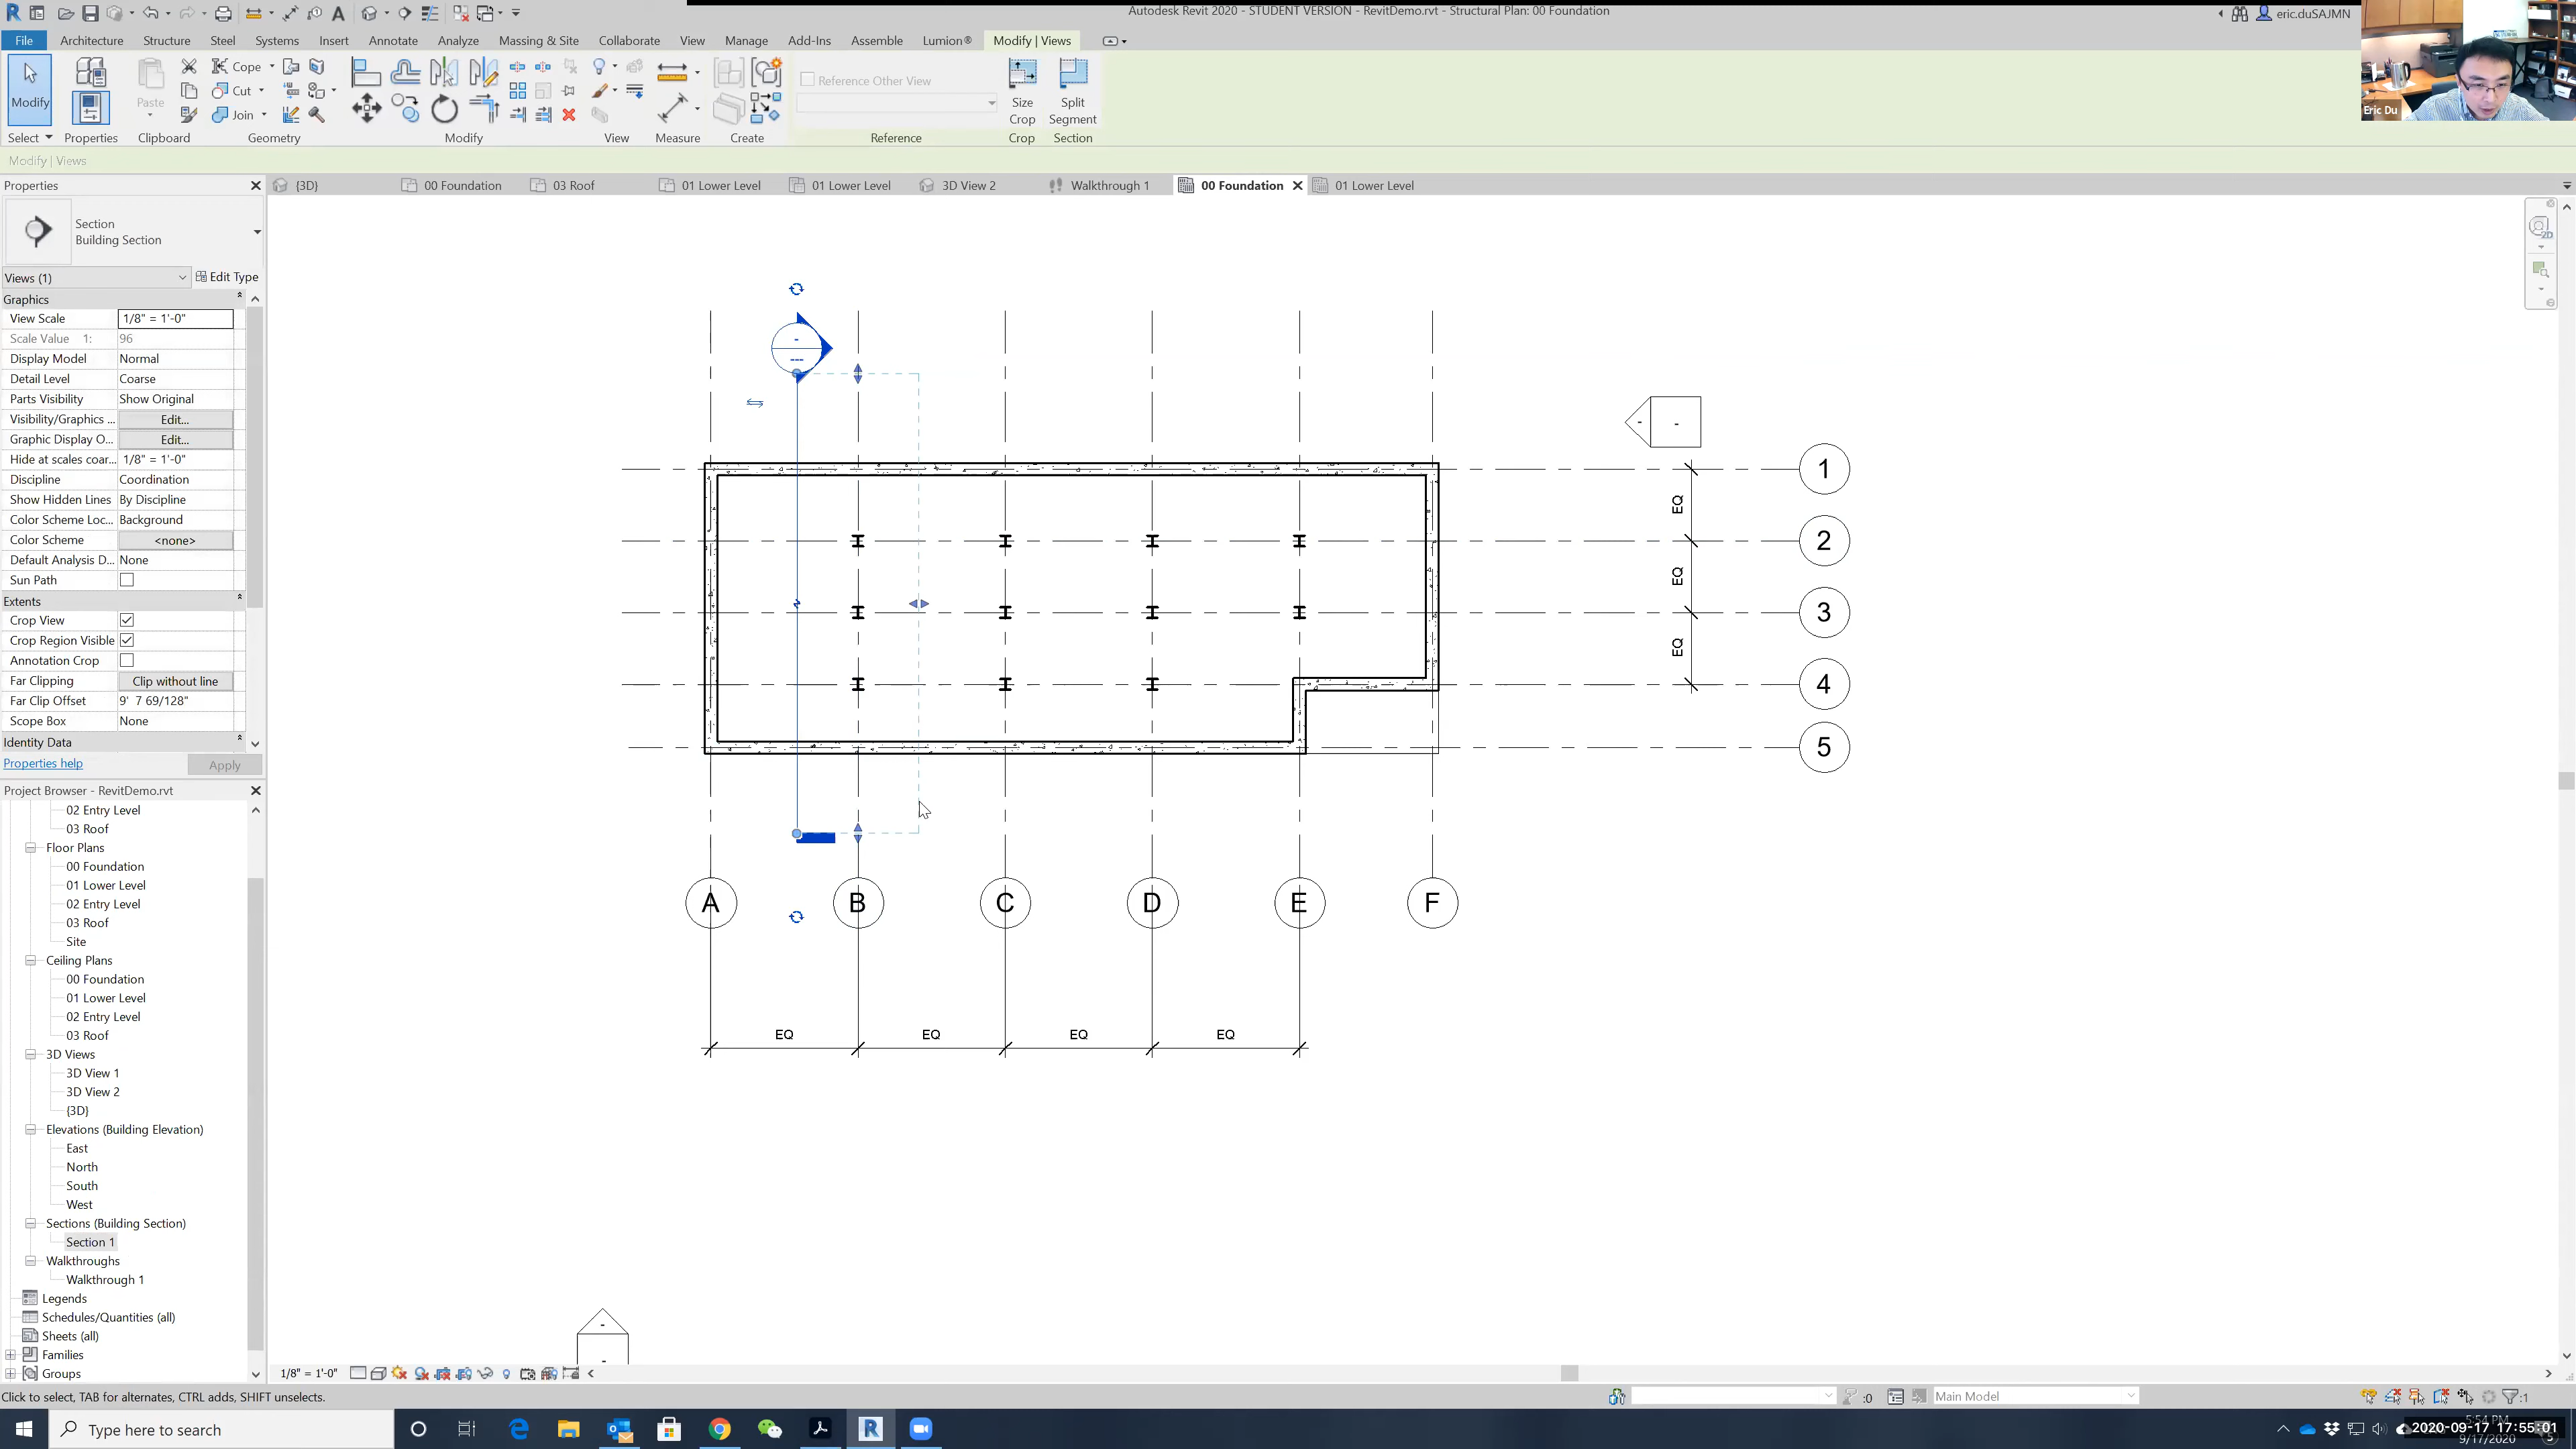 Autodesk Revit 2020 - STUDENT VERSION - RevitDemo.rvt - Structural Plan: 00 Foundation
eric.duSAJMN
File Architecture Structure Steel Systems Insert Annotate Analyze Massing & Site View Manage Add-Ins Collaborate Assemble Lumion® Modify | Views
Modify
Paste
Cope
Cut
Join
Reference Other View
Size Crop
Split Segment
Select Properties Clipboard Geometry Modify View Measure Create Reference Crop Section
Eric Du
Modify | Views
Properties
{3D} 00 Foundation 03 Roof 01 Lower Level 01 Lower Level 3D View 2 Walkthrough 1 00 Foundation 01 Lower Level
Section
Building Section
Views (1) Edit Type
Graphics
View Scale 1/8" = 1'-0"
Scale Value 1: 96
Display Model Normal
Detail Level Coarse
Parts Visibility Show Original
Visibility/Graphics ... Edit...
Graphic Display O... Edit...
Hide at scales coar... 1/8" = 1'-0"
Discipline Coordination
Show Hidden Lines By Discipline
Color Scheme Loc... Background
Color Scheme <none>
Default Analysis D... None
Sun Path
Extents
Crop View
Crop Region Visible
Annotation Crop
Far Clipping Clip without line
Far Clip Offset 9' 7 69/128"
Scope Box None
Identity Data
Properties help Apply
Project Browser - RevitDemo.rvt
02 Entry Level
03 Roof
Floor Plans
00 Foundation
01 Lower Level
02 Entry Level
03 Roof
Site
Ceiling Plans
00 Foundation
01 Lower Level
02 Entry Level
03 Roof
3D Views
3D View 1
3D View 2
{3D}
Elevations (Building Elevation)
East
North
South
West
Sections (Building Section)
Section 1
Walkthroughs
Walkthrough 1
Legends
Schedules/Quantities (all)
Sheets (all)
Families
Groups
1
EQ
2
EQ
3
EQ
4
5
A B C D E F
EQ EQ EQ EQ
1/8" = 1'-0"
Click to select, TAB for alternates, CTRL adds, SHIFT unselects.
:0
Main Model
:1
Type here to search
2020-09-17 17:55:01